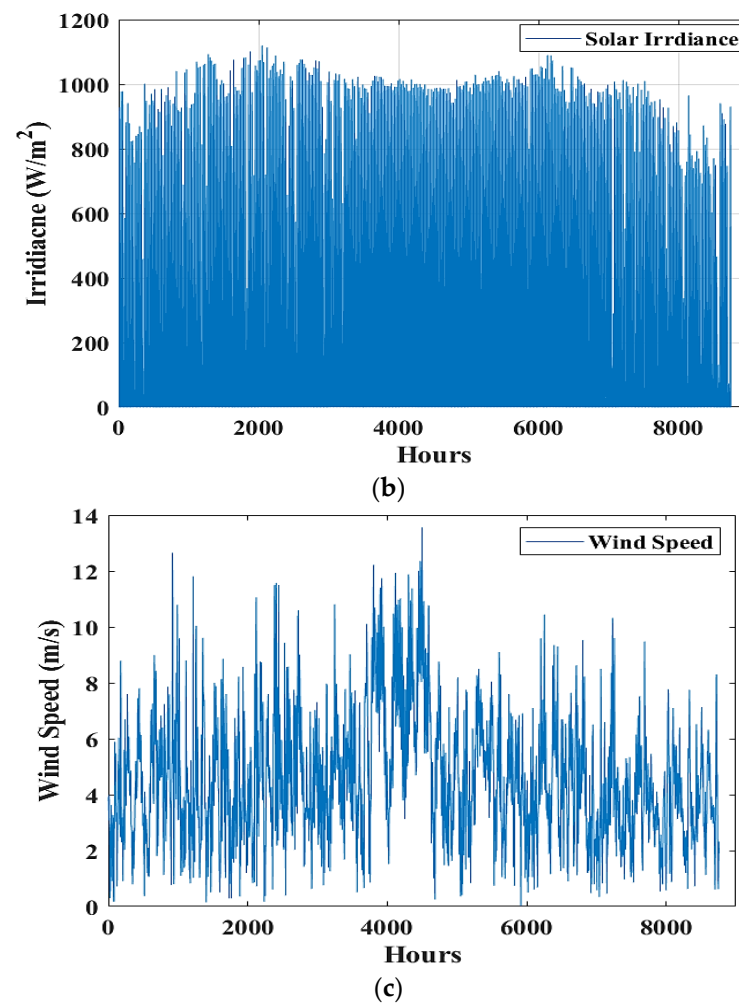 1200
Solar Irrdiance
1000
800
600
400
200
0
Irridiacne (W/m²)
0 2000 4000 6000 8000
Hours
(b)
14
Wind Speed
12
10
8
6
4
2
0
Wind Speed (m/s)
0 2000 4000 6000 8000
Hours
(c)